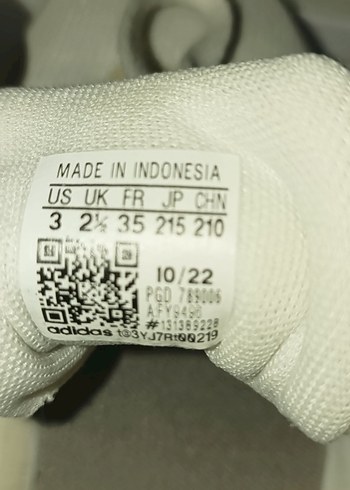 MADE IN INDONESIA
US UK FR JP CHN
3 2½ 35 215 210
10/22
PGD 789006
#131389228
adidas